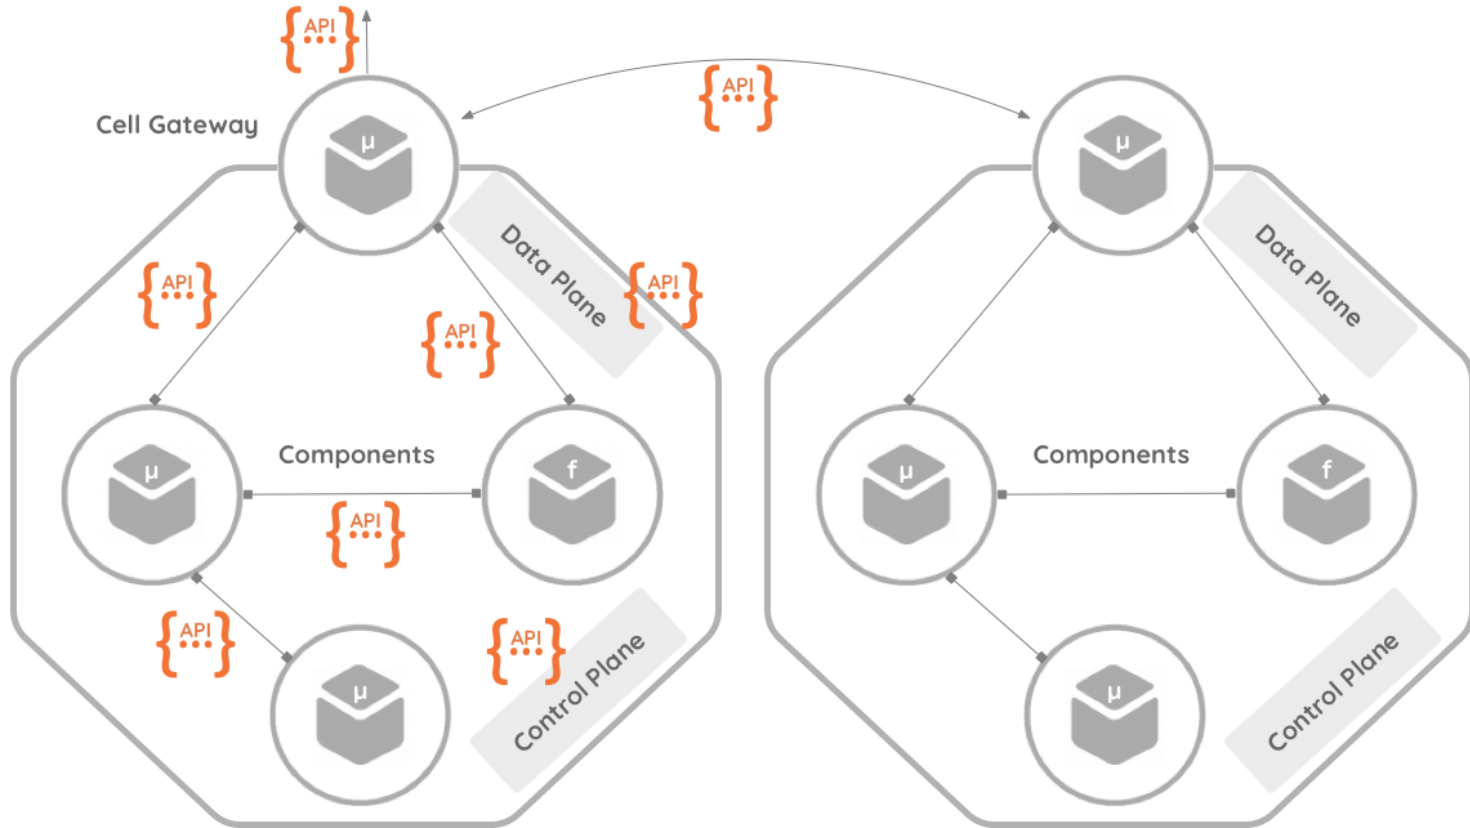 API
API
Cell Gateway
µ
µ
Data Plane
Data Plane
API
API
API
Components
Components
µ
f
µ
f
API
API
API
Control Plane
Control Plane
µ
µ